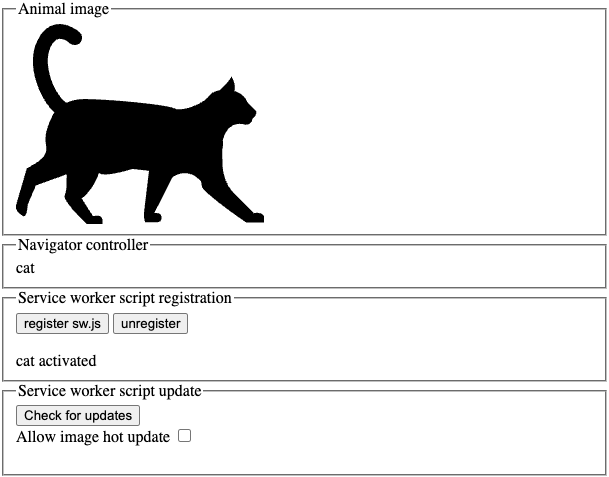 Animal image
Navigator controller
cat
Service worker script registration
register sw.js unregister
cat activated
Service worker script update
Check for updates
Allow image hot update